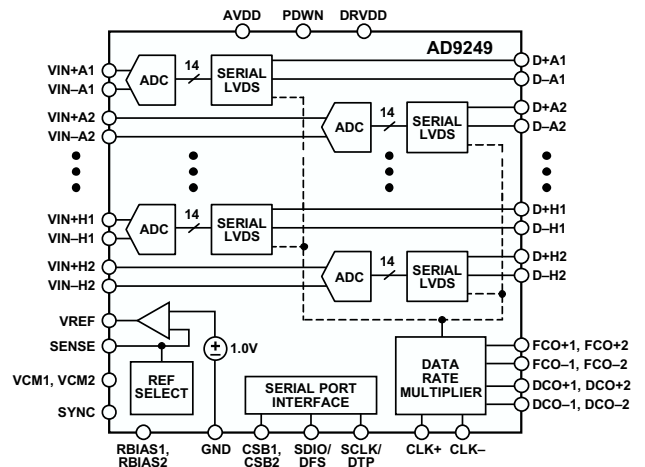 AVDD PDWN DRVDD
AD9249
VIN+A1
VIN–A1
ADC
14
SERIAL
LVDS
D+A1
D–A1
VIN+A2
VIN–A2
ADC
14
SERIAL
LVDS
D+A2
D–A2
VIN+H1
VIN–H1
ADC
14
SERIAL
LVDS
D+H1
D–H1
VIN+H2
VIN–H2
ADC
14
SERIAL
LVDS
D+H2
D–H2
VREF
SENSE
1.0V
REF
SELECT
VCM1, VCM2
SYNC
SERIAL PORT
INTERFACE
DATA
RATE
MULTIPLIER
FCO+1, FCO+2
FCO–1, FCO–2
DCO+1, DCO+2
DCO–1, DCO–2
RBIAS1,
RBIAS2
GND
CSB1,
CSB2
SDIO/
DFS
SCLK/
DTP
CLK+
CLK–